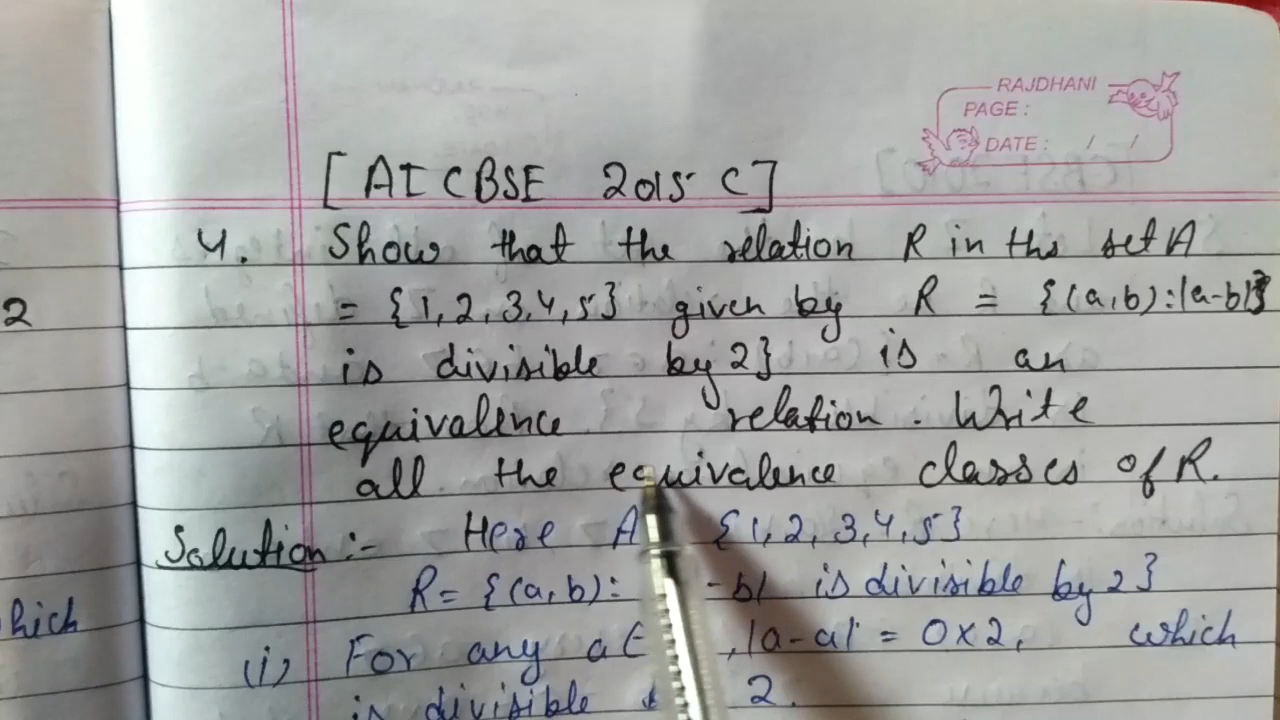 RAJDHANI
PAGE :
DATE : / /
[AI CBSE 2015 C]
4. Show that the relation R in the set A
= {1, 2, 3, 4, 5} given by R = {(a, b) : |a-b|
is divisible by 2} is an
equivalence relation. Write
all the equivalence classes of R.
Solution :- Here A {1, 2, 3, 4, 5}
R = {(a, b) : -b| is divisible by 2}
(i) For any a ∈ , |a-a| = 0x2, which
is divisible 2.
2
hich